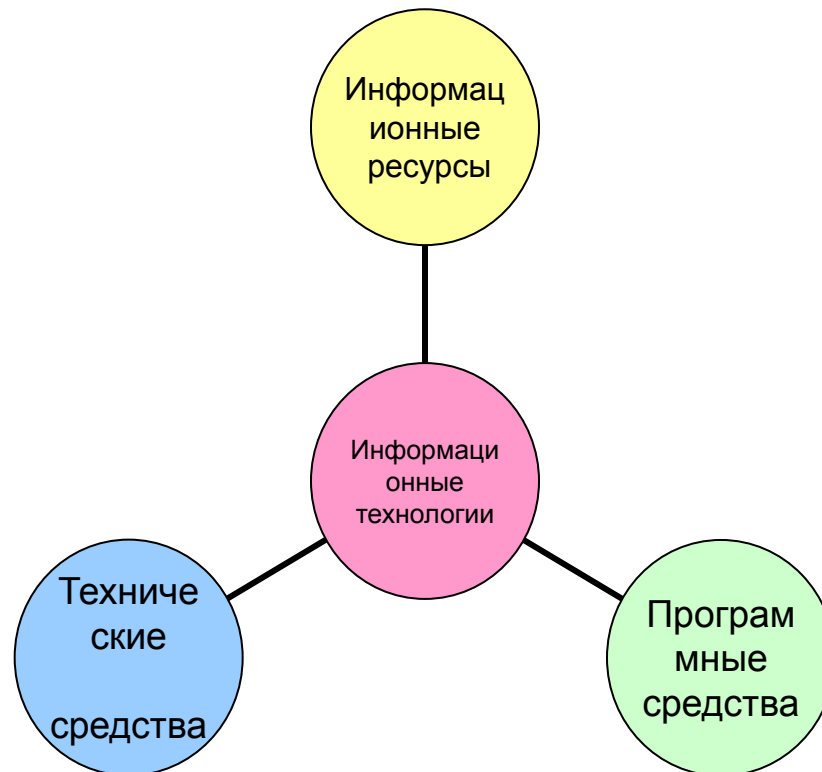 Информац
ионные
ресурсы
Информаци
онные
технологии
Техниче
ские
средства
Програм
мные
средства